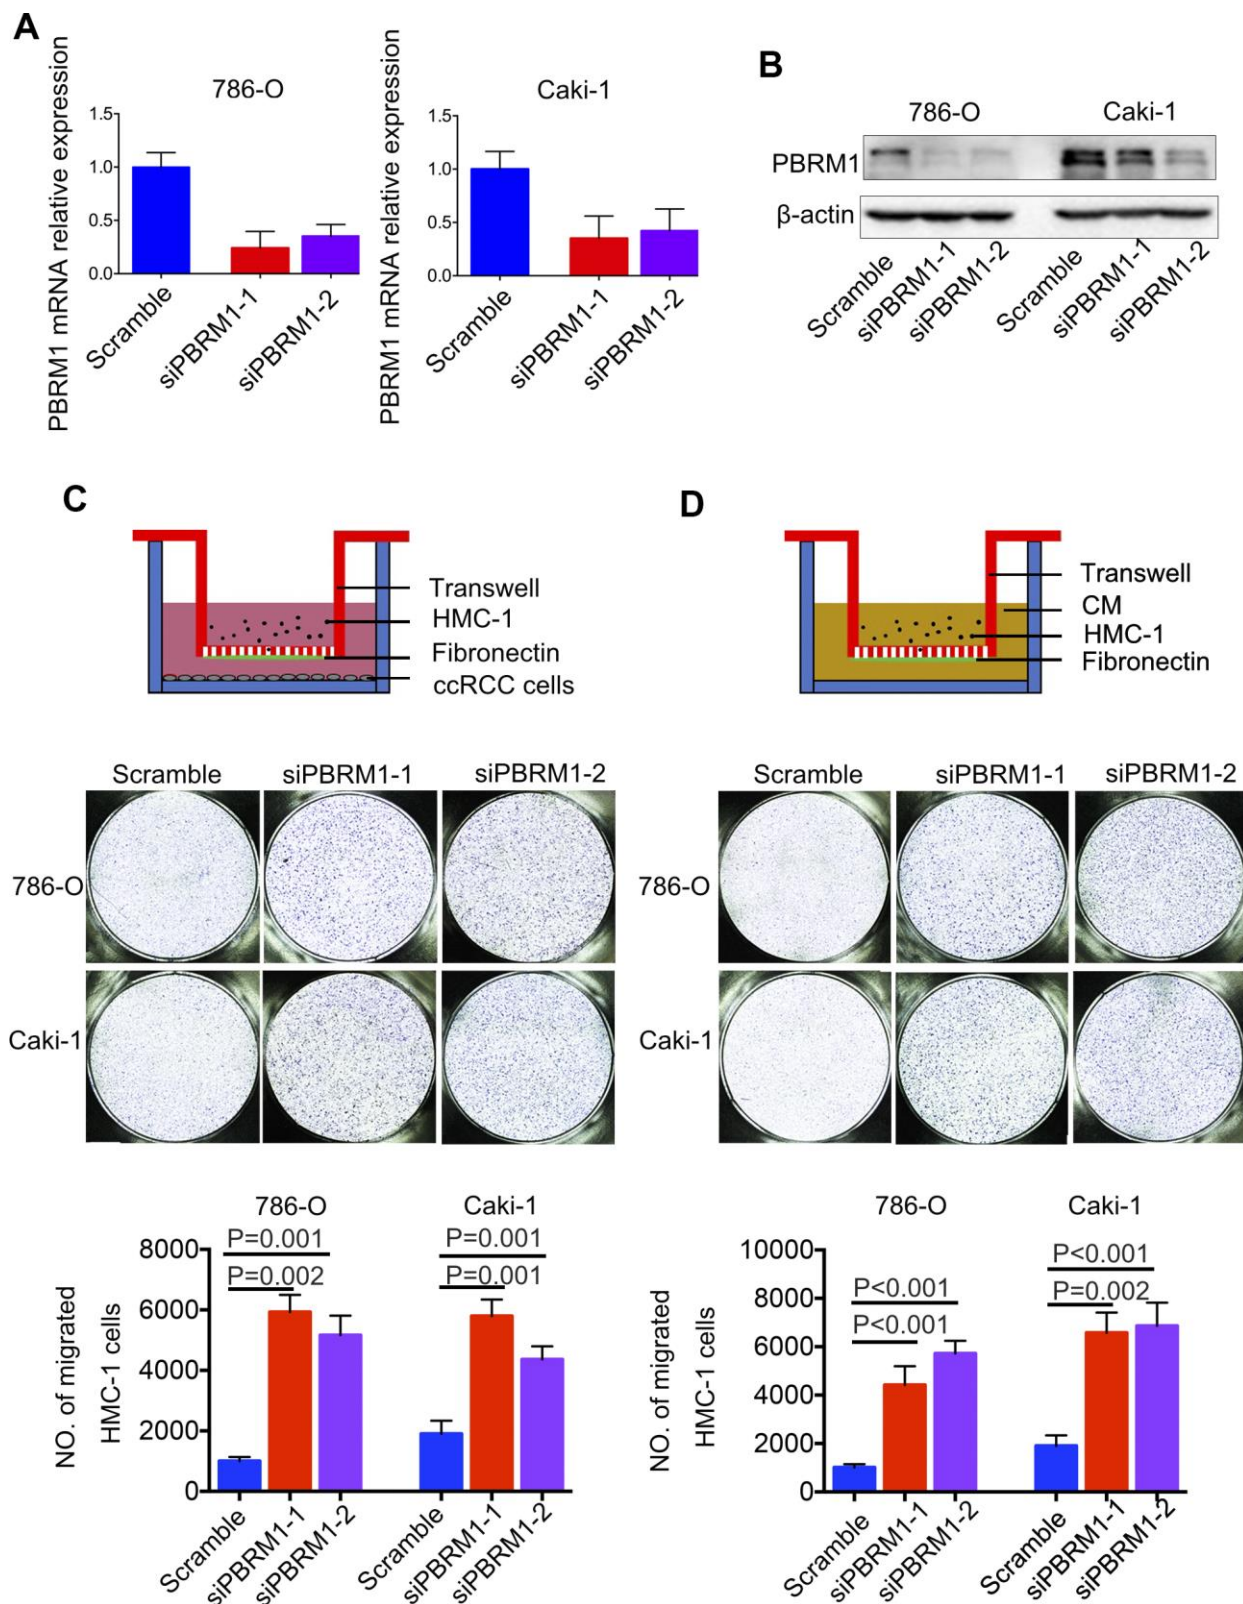 A
PBRM1 mRNA relative expression
786-O
1.5
1.0
0.5
0.0
Scramble
siPBRM1-1
siPBRM1-2
PBRM1 mRNA relative expression
Caki-1
1.5
1.0
0.5
0.0
Scramble
siPBRM1-1
siPBRM1-2
B
786-O Caki-1
PBRM1
β-actin
Scramble
siPBRM1-1
siPBRM1-2
Scramble
siPBRM1-1
siPBRM1-2
C
Transwell
HMC-1
Fibronectin
ccRCC cells
Scramble siPBRM1-1 siPBRM1-2
786-O
Caki-1
786-O Caki-1
NO. of migrated
HMC-1 cells
8000
6000
4000
2000
0
P=0.001
P=0.002
P=0.001
P=0.001
Scramble
siPBRM1-1
siPBRM1-2
Scramble
siPBRM1-1
siPBRM1-2
D
Transwell
CM
HMC-1
Fibronectin
Scramble siPBRM1-1 siPBRM1-2
786-O
Caki-1
786-O Caki-1
NO. of migrated
HMC-1 cells
10000
8000
6000
4000
2000
0
P<0.001
P<0.001
P<0.001
P=0.002
Scramble
siPBRM1-1
siPBRM1-2
Scramble
siPBRM1-1
siPBRM1-2